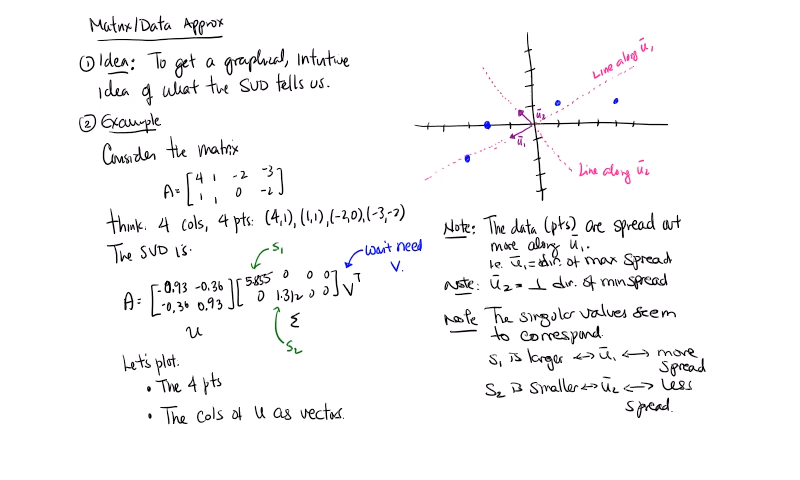 Matrix/Data Approx
① Idea: To get a graphical, intuitive
idea of what the SVD tells us.
② Example
Consider the matrix
A = [4 1 -2 -3
1 1 0 -2]
Think. 4 cols, 4 pts: (4,1), (1,1), (-2,0), (-3,-2)
The SVD is:
S₁
won't need
V.
A = [-0.93 -0.36
-0.36 0.93] [5.855 0 0 0
0 1.312 0 0] Vᵀ
U
Σ
S₂
Let's plot.
• The 4 pts
• The cols of U as vectors.
Line along ū₁
ū₂
ū₁
Line along ū₂
Note: The data (pts) are spread out
more along ū₁.
i.e. ū₁ = dir. of max spread
Note: ū₂ = ⊥ dir. of min spread
Note The singular values seem
to correspond.
S₁ is larger ↔ ū₁ ↔ more
spread
S₂ is smaller ↔ ū₂ ↔ less
spread.